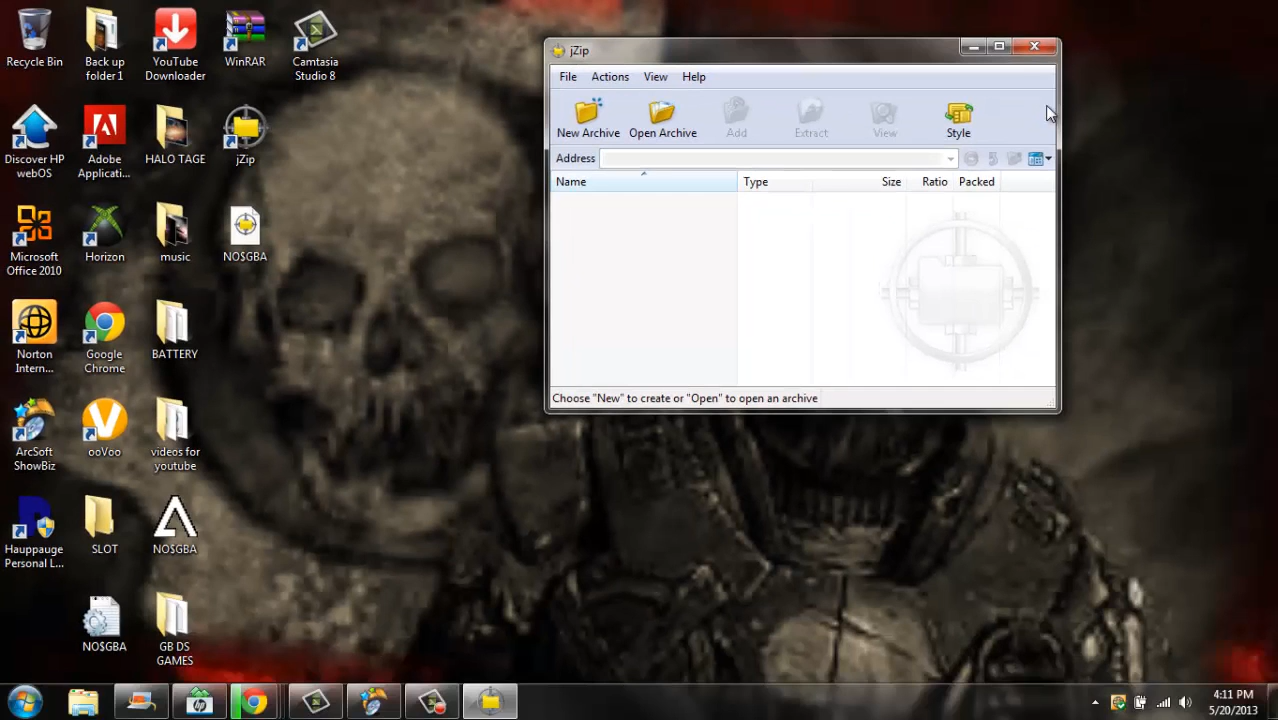 Recycle Bin
Back up
folder 1
YouTube
Downloader
WinRAR
Camtasia
Studio 8
Discover HP
webOS
Adobe
Applicati...
HALO TAGE
jZip
Microsoft
Office 2010
Horizon
music
NO$GBA
Norton
Intern...
Google
Chrome
BATTERY
ArcSoft
ShowBiz
ooVoo
videos for
youtube
Hauppauge
Personal L...
SLOT
NO$GBA
NO$GBA
GB DS
GAMES
jZip
File Actions View Help
New Archive Open Archive Add Extract View Style
Address
Name Type Size Ratio Packed
Choose "New" to create or "Open" to open an archive
4:11 PM
5/20/2013